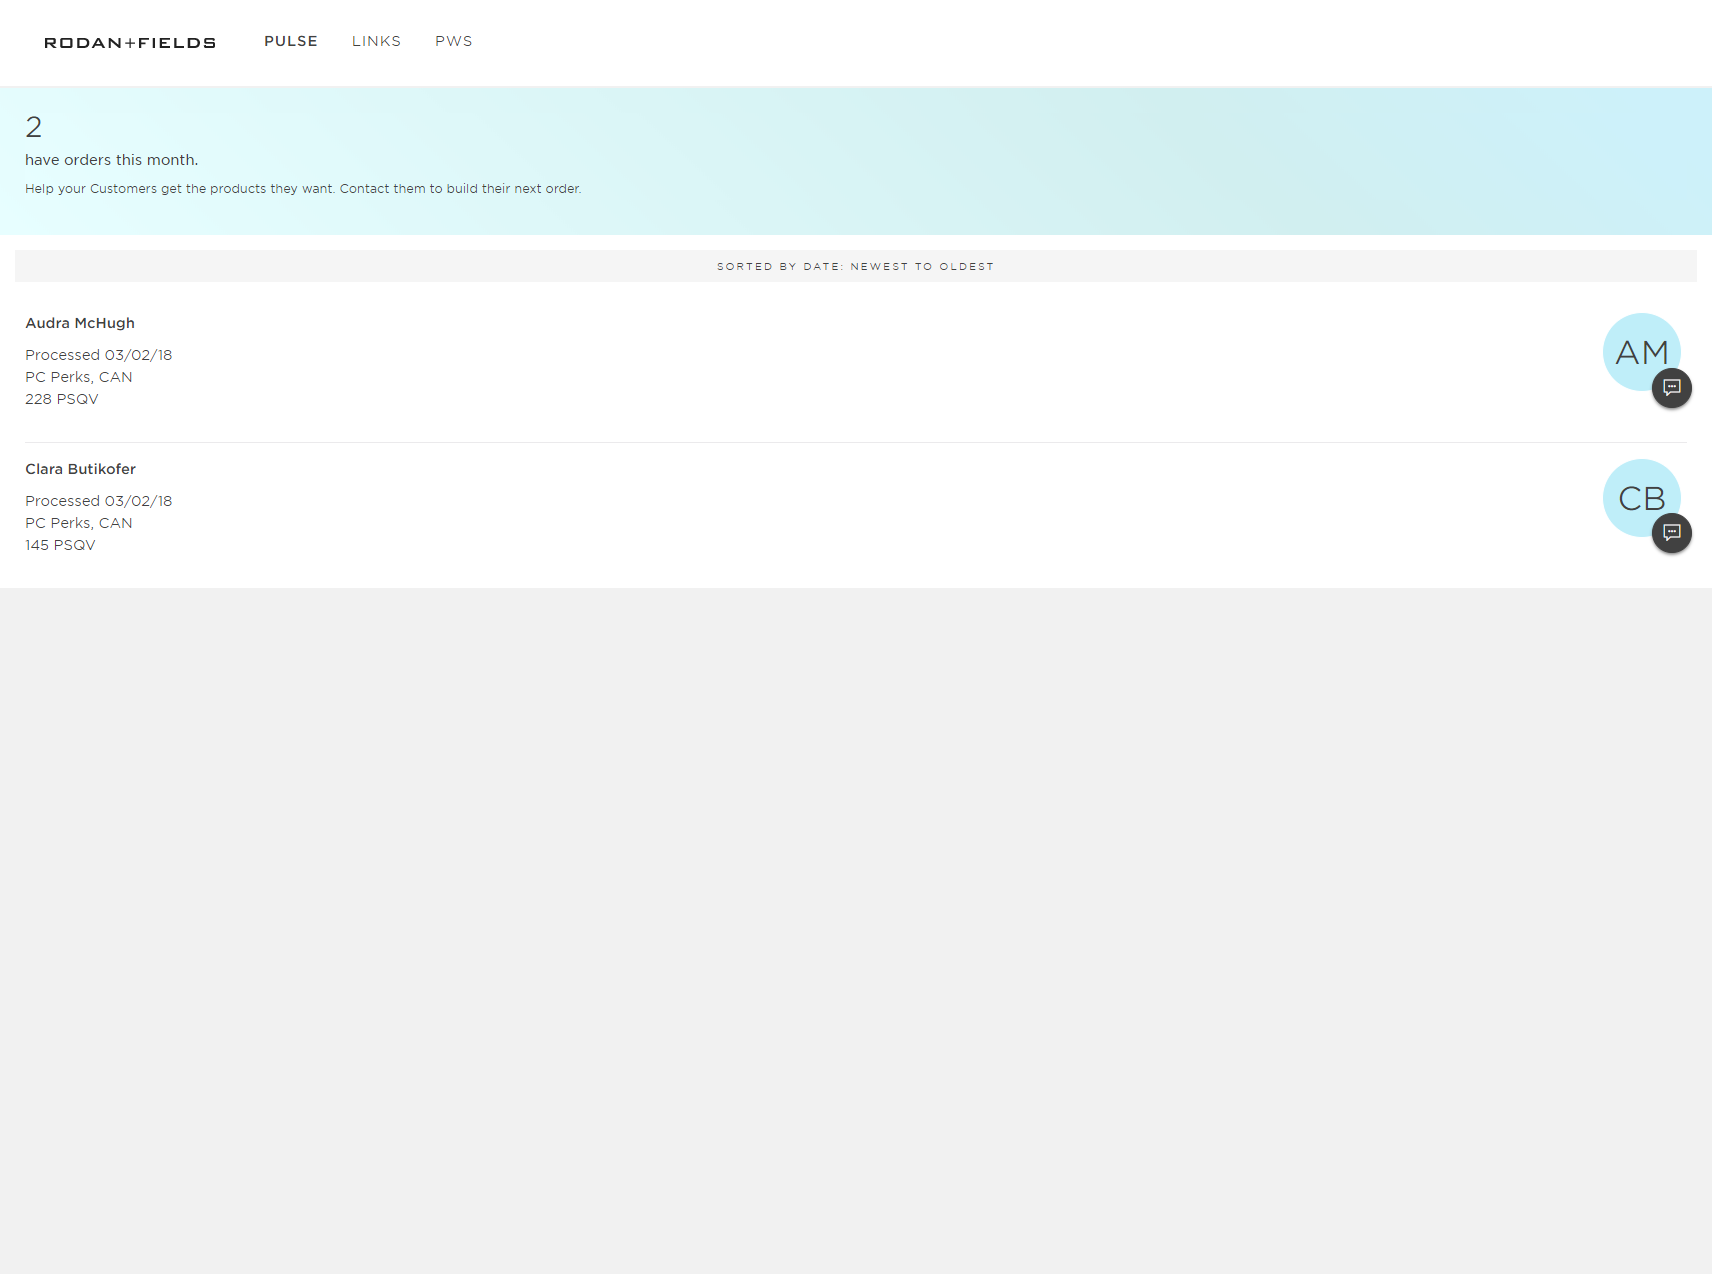 RODAN+FIELDS PULSE LINKS PWS
2
have orders this month.
Help your Customers get the products they want. Contact them to build their next order.
SORTED BY DATE: NEWEST TO OLDEST
Audra McHugh
Processed 03/02/18
PC Perks, CAN
228 PSQV
AM
Clara Butikofer
Processed 03/02/18
PC Perks, CAN
145 PSQV
CB